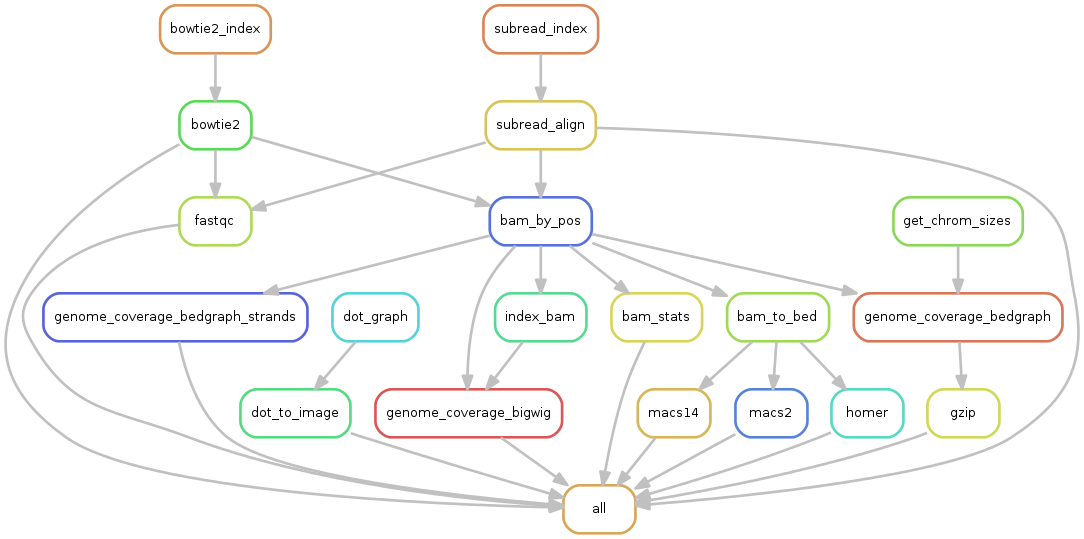 bowtie2_index
subread_index
bowtie2
subread_align
fastqc
bam_by_pos
get_chrom_sizes
genome_coverage_bedgraph_strands
dot_graph
index_bam
bam_stats
bam_to_bed
genome_coverage_bedgraph
dot_to_image
genome_coverage_bigwig
macs14
macs2
homer
gzip
all